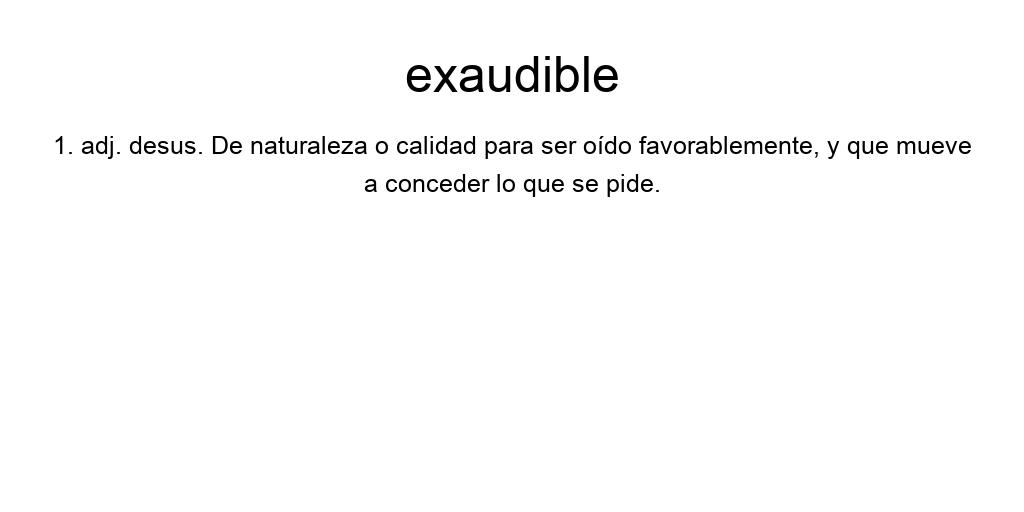 exaudible
1. adj. desus. De naturaleza o calidad para ser oído favorablemente, y que mueve
a conceder lo que se pide.